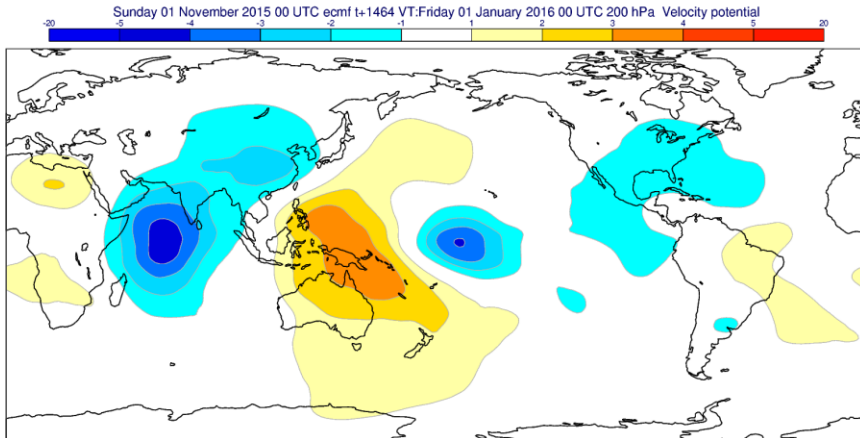 Sunday 01 November 2015 00 UTC ecmf t+1464 VT:Friday 01 January 2016 00 UTC 200 hPa Velocity potential
-20 -5 -4 -3 -2 -1 1 2 3 4 5 20